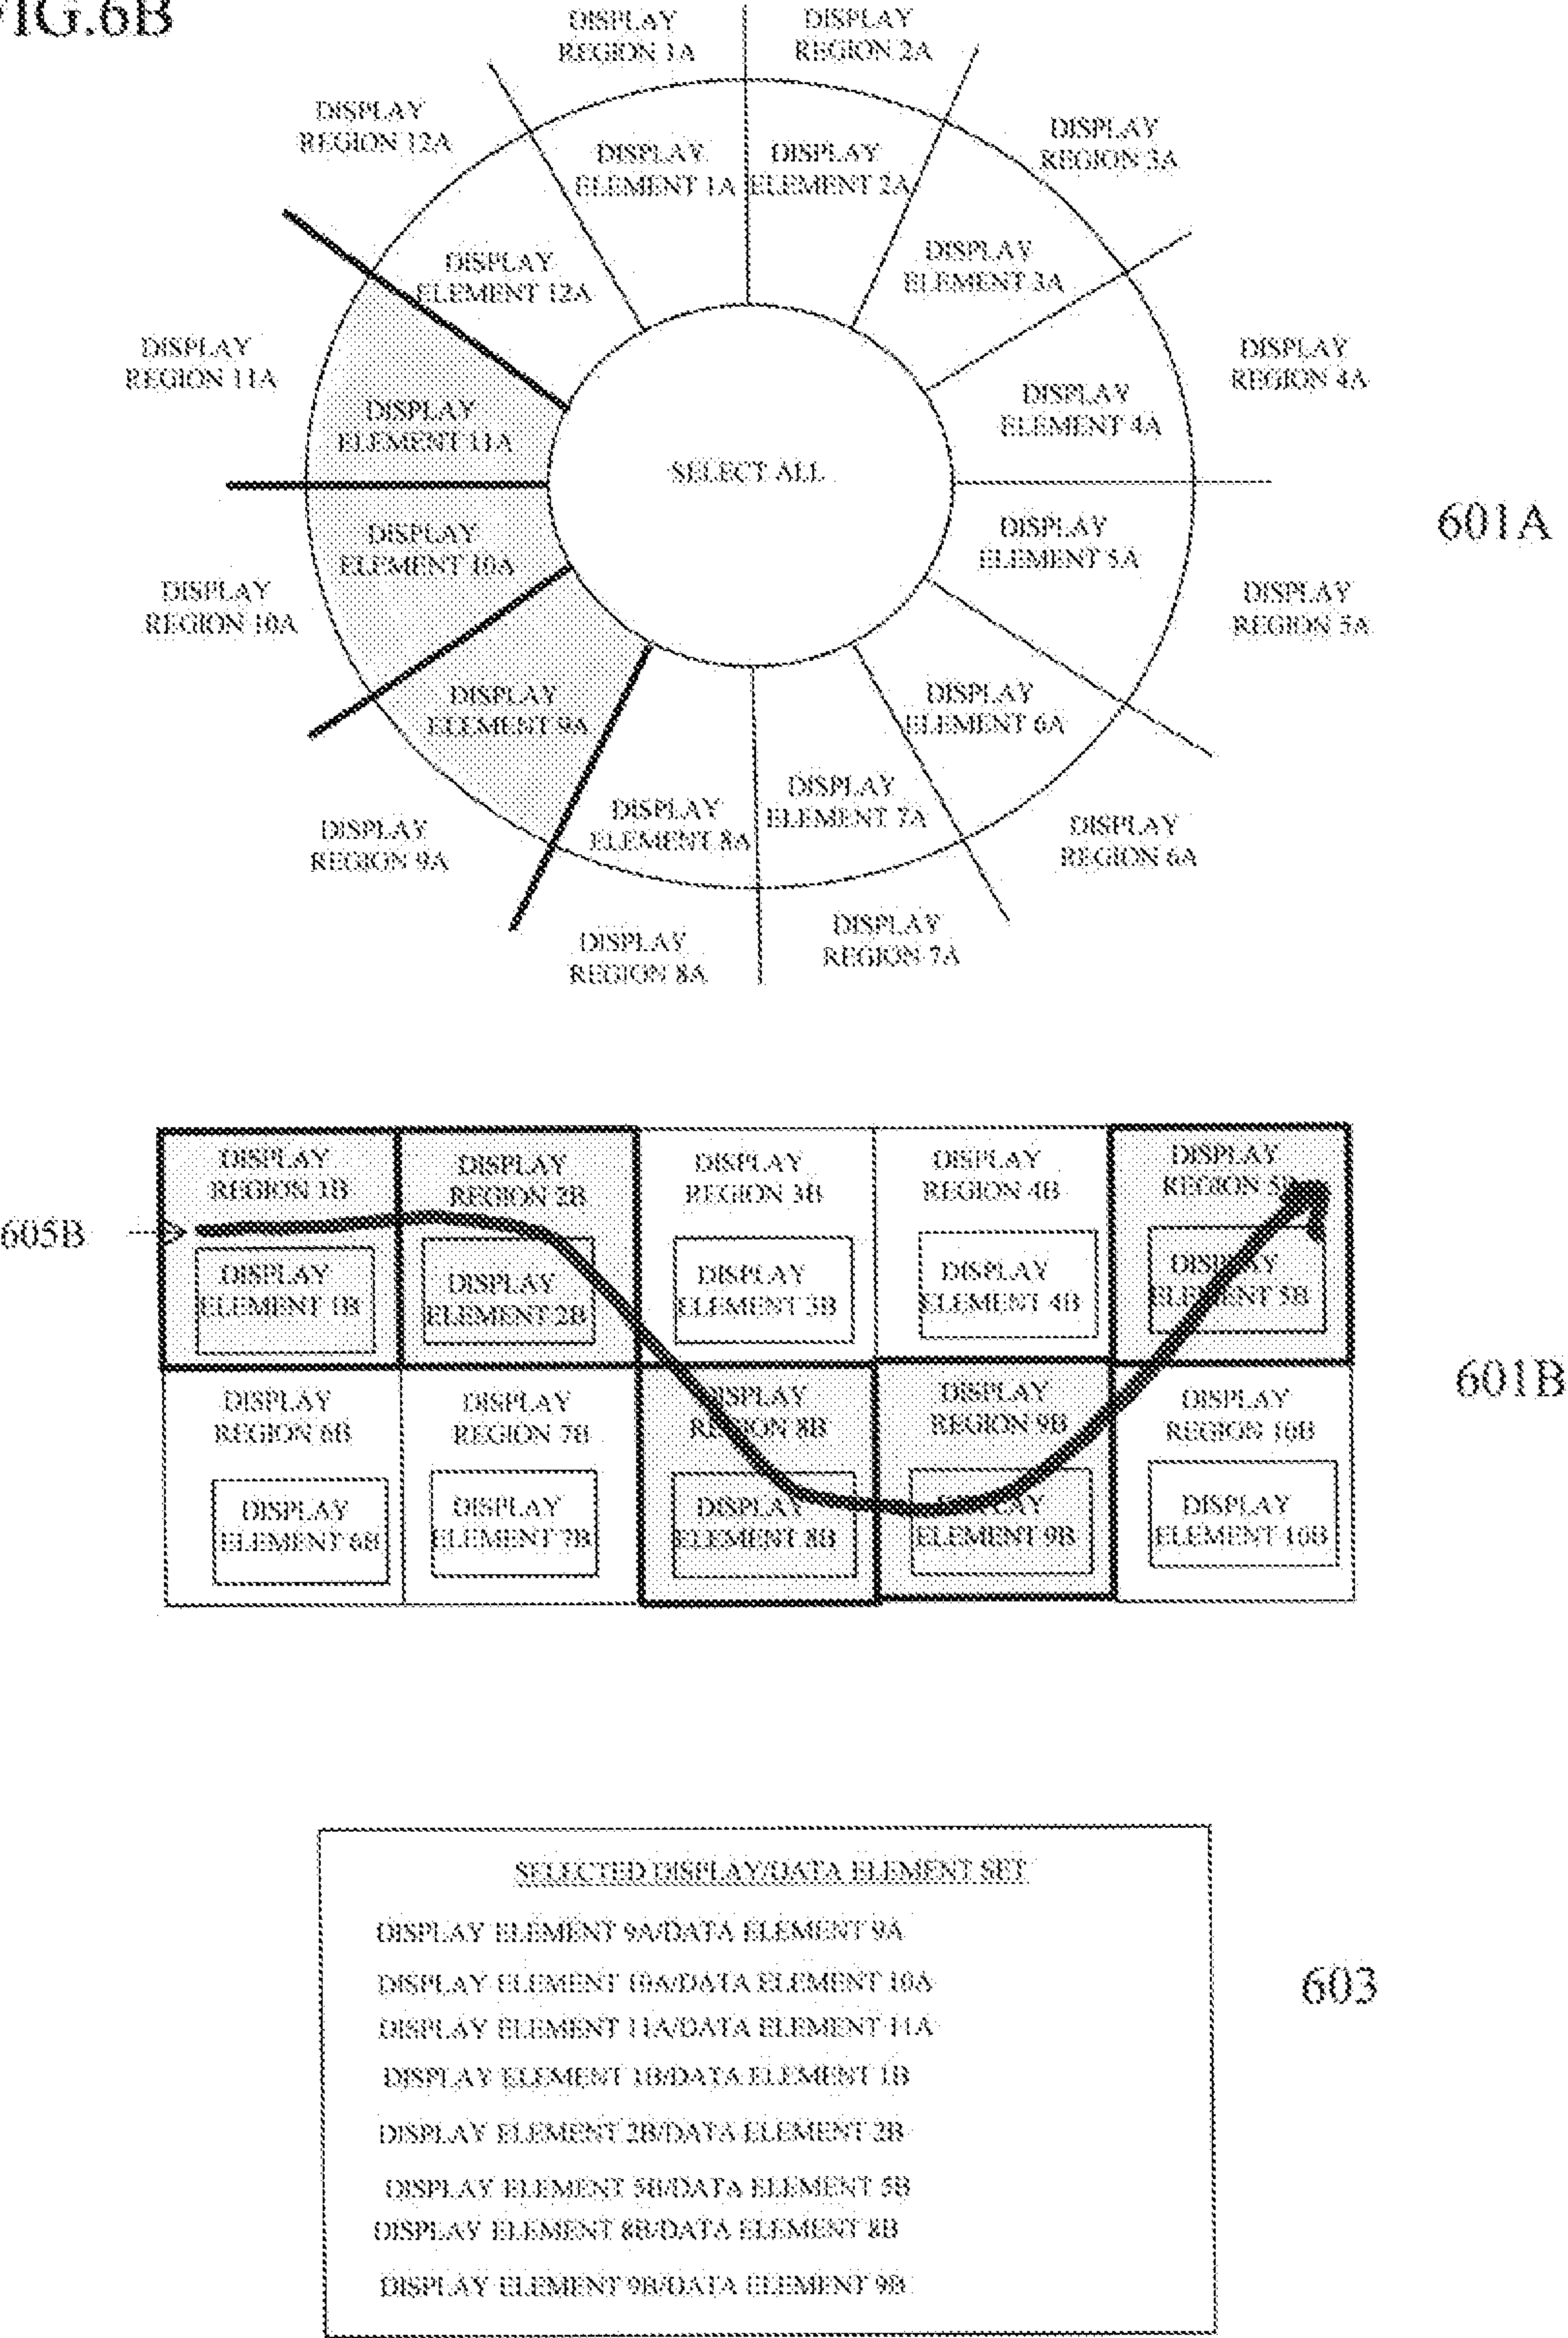 FIG.6B
DISPLAY
REGION 1A
DISPLAY
REGION 2A
DISPLAY
REGION 12A
DISPLAY
REGION 3A
DISPLAY
ELEMENT 1A
DISPLAY
ELEMENT 2A
DISPLAY
ELEMENT 12A
DISPLAY
ELEMENT 3A
DISPLAY
REGION 11A
DISPLAY
REGION 4A
DISPLAY
ELEMENT 11A
DISPLAY
ELEMENT 4A
SELECT ALL
601A
DISPLAY
ELEMENT 10A
DISPLAY
ELEMENT 5A
DISPLAY
REGION 10A
DISPLAY
REGION 5A
DISPLAY
ELEMENT 9A
DISPLAY
ELEMENT 6A
DISPLAY
ELEMENT 8A
DISPLAY
ELEMENT 7A
DISPLAY
REGION 9A
DISPLAY
REGION 6A
DISPLAY
REGION 8A
DISPLAY
REGION 7A
DISPLAY
REGION 1B
DISPLAY
REGION 2B
DISPLAY
REGION 3B
DISPLAY
REGION 4B
DISPLAY
REGION 5B
605B
DISPLAY
ELEMENT 1B
DISPLAY
ELEMENT 2B
DISPLAY
ELEMENT 3B
DISPLAY
ELEMENT 4B
DISPLAY
ELEMENT 5B
601B
DISPLAY
REGION 6B
DISPLAY
REGION 7B
DISPLAY
REGION 8B
DISPLAY
REGION 9B
DISPLAY
REGION 10B
DISPLAY
ELEMENT 6B
DISPLAY
ELEMENT 7B
DISPLAY
ELEMENT 8B
DISPLAY
ELEMENT 9B
DISPLAY
ELEMENT 10B
SELECTED DISPLAY/DATA ELEMENT SET
DISPLAY ELEMENT 9A/DATA ELEMENT 9A
DISPLAY ELEMENT 10A/DATA ELEMENT 10A
DISPLAY ELEMENT 11A/DATA ELEMENT 11A
DISPLAY ELEMENT 1B/DATA ELEMENT 1B
DISPLAY ELEMENT 2B/DATA ELEMENT 2B
DISPLAY ELEMENT 5B/DATA ELEMENT 5B
DISPLAY ELEMENT 8B/DATA ELEMENT 8B
DISPLAY ELEMENT 9B/DATA ELEMENT 9B
603